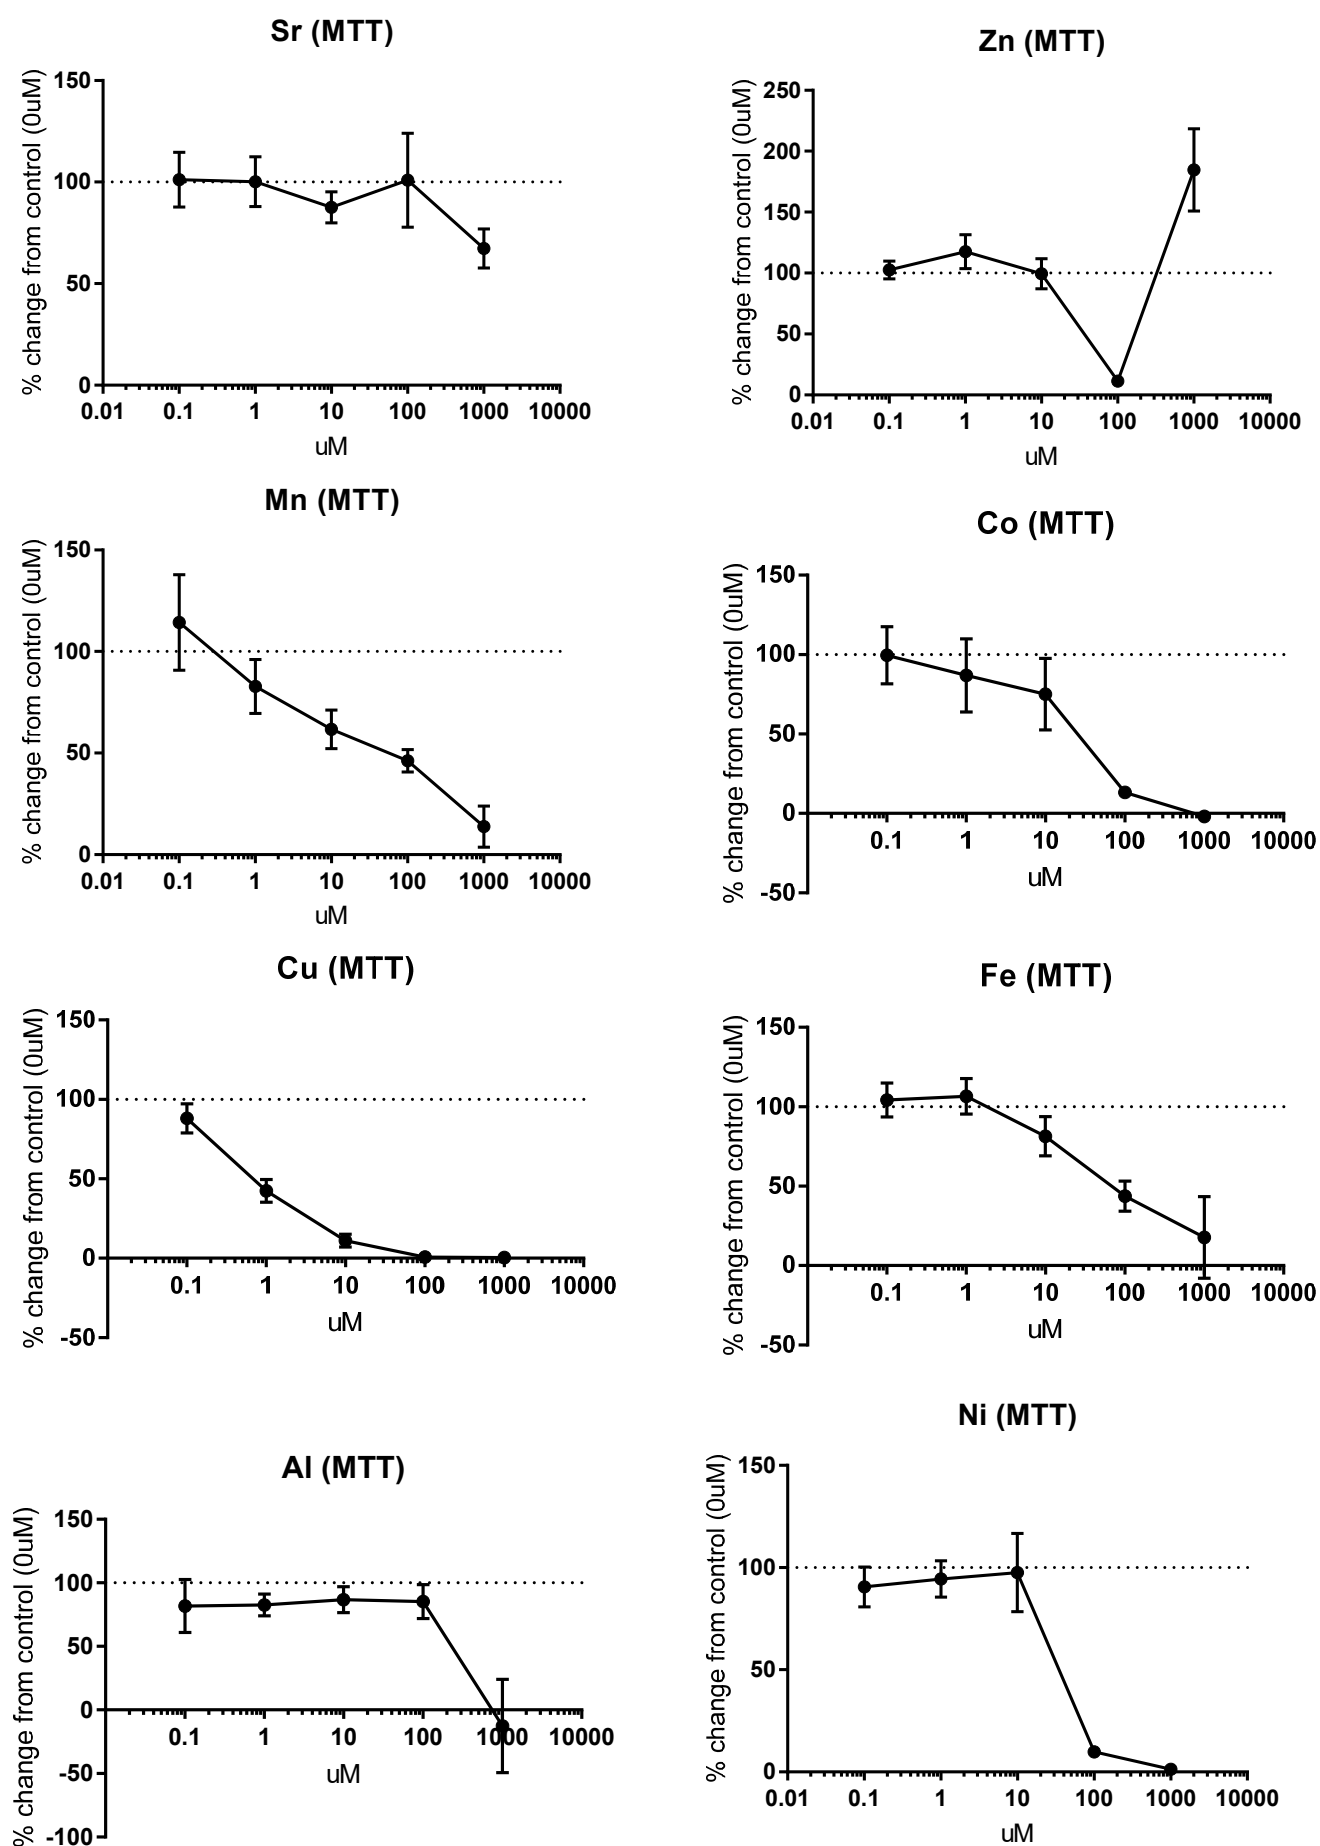 Sr (MTT)
% change from control (0uM)
150
100
50
0
0.01 0.1 1 10 100 1000 10000
uM
Zn (MTT)
% change from control (0uM)
250
200
150
100
50
0
0.01 0.1 1 10 100 1000 10000
uM
Mn (MTT)
% change from control (0uM)
150
100
50
0
0.01 0.1 1 10 100 1000 10000
uM
Co (MTT)
% change from control (0uM)
150
100
50
0
-50
0.1 1 10 100 1000 10000
uM
Cu (MTT)
% change from control (0uM)
150
100
50
0
-50
0.1 1 10 100 1000 10000
uM
Fe (MTT)
% change from control (0uM)
150
100
50
0
-50
0.1 1 10 100 1000 10000
uM
Al (MTT)
% change from control (0uM)
150
100
50
0
-50
-100
0.1 1 10 100 1000 10000
uM
Ni (MTT)
% change from control (0uM)
150
100
50
0
0.01 0.1 1 10 100 1000 10000
uM